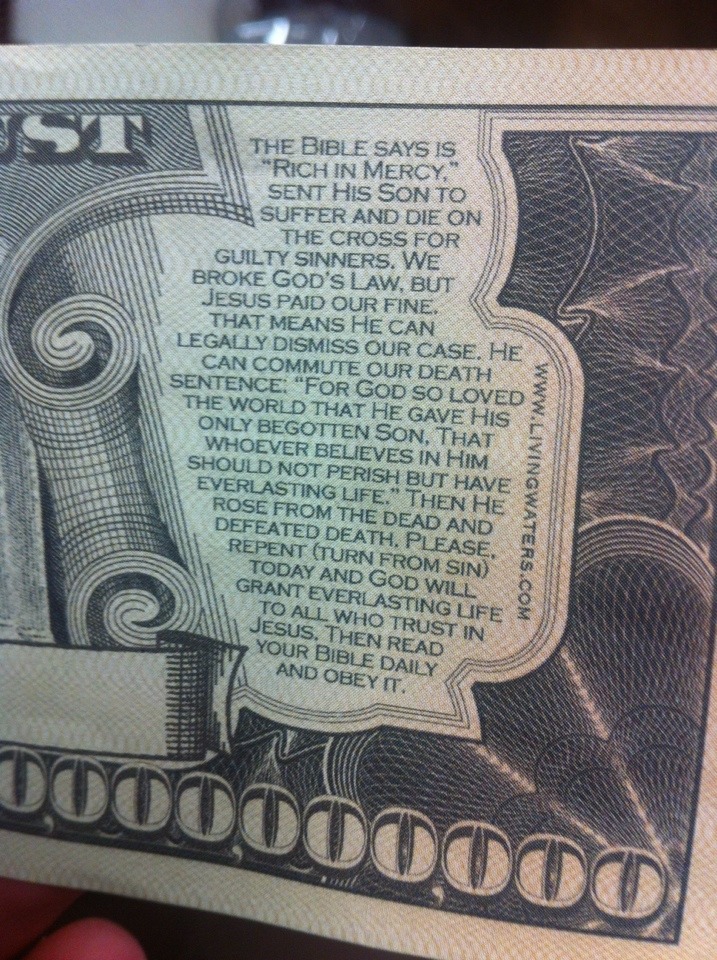 UST
THE BIBLE SAYS IS
"RICH IN MERCY,"
SENT HIS SON TO
SUFFER AND DIE ON
THE CROSS FOR
GUILTY SINNERS. WE
BROKE GOD'S LAW, BUT
JESUS PAID OUR FINE.
THAT MEANS HE CAN
LEGALLY DISMISS OUR CASE. HE
CAN COMMUTE OUR DEATH
SENTENCE: "FOR GOD SO LOVED
THE WORLD THAT HE GAVE HIS
ONLY BEGOTTEN SON, THAT
WHOEVER BELIEVES IN HIM
SHOULD NOT PERISH BUT HAVE
EVERLASTING LIFE." THEN HE
ROSE FROM THE DEAD AND
DEFEATED DEATH. PLEASE,
REPENT (TURN FROM SIN)
TODAY AND GOD WILL
GRANT EVERLASTING LIFE
TO ALL WHO TRUST IN
JESUS. THEN READ
YOUR BIBLE DAILY
AND OBEY IT.
WWW.LIVINGWATERS.COM
00,000,000,000